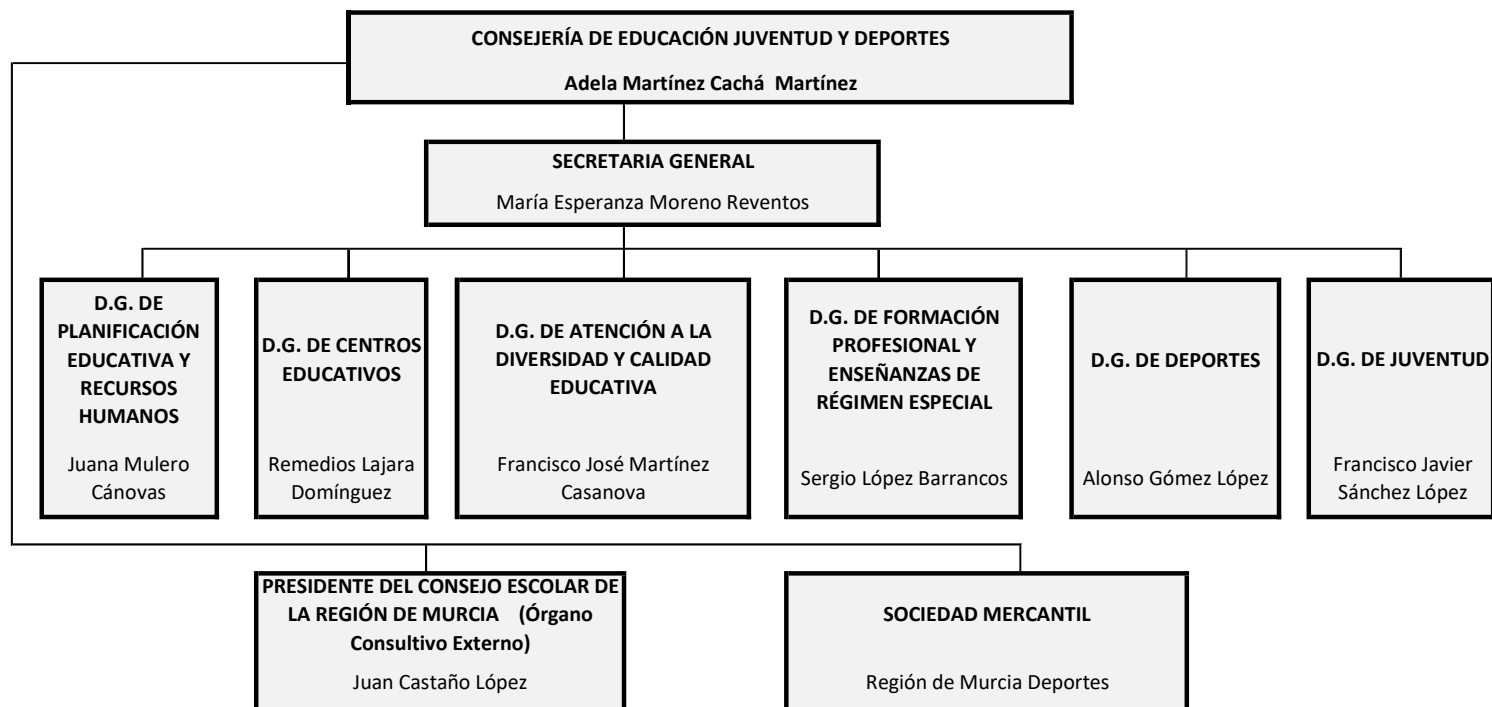 CONSEJERÍA DE EDUCACIÓN JUVENTUD Y DEPORTES
Adela Martínez Cachá  Martínez
SECRETARIA GENERAL
María Esperanza Moreno Reventos
D.G. DE
PLANIFICACIÓN
EDUCATIVA Y
RECURSOS
HUMANOS
Juana Mulero
Cánovas
D.G. DE CENTROS
EDUCATIVOS
Remedios Lajara
Domínguez
D.G. DE ATENCIÓN A LA
DIVERSIDAD Y CALIDAD
EDUCATIVA
Francisco José Martínez
Casanova
D.G. DE FORMACIÓN
PROFESIONAL Y
ENSEÑANZAS DE
RÉGIMEN ESPECIAL
Sergio López Barrancos
D.G. DE DEPORTES
Alonso Gómez López
D.G. DE JUVENTUD
Francisco Javier
Sánchez López
PRESIDENTE DEL CONSEJO ESCOLAR DE
LA REGIÓN DE MURCIA    (Órgano
Consultivo Externo)
Juan Castaño López
SOCIEDAD MERCANTIL
Región de Murcia Deportes